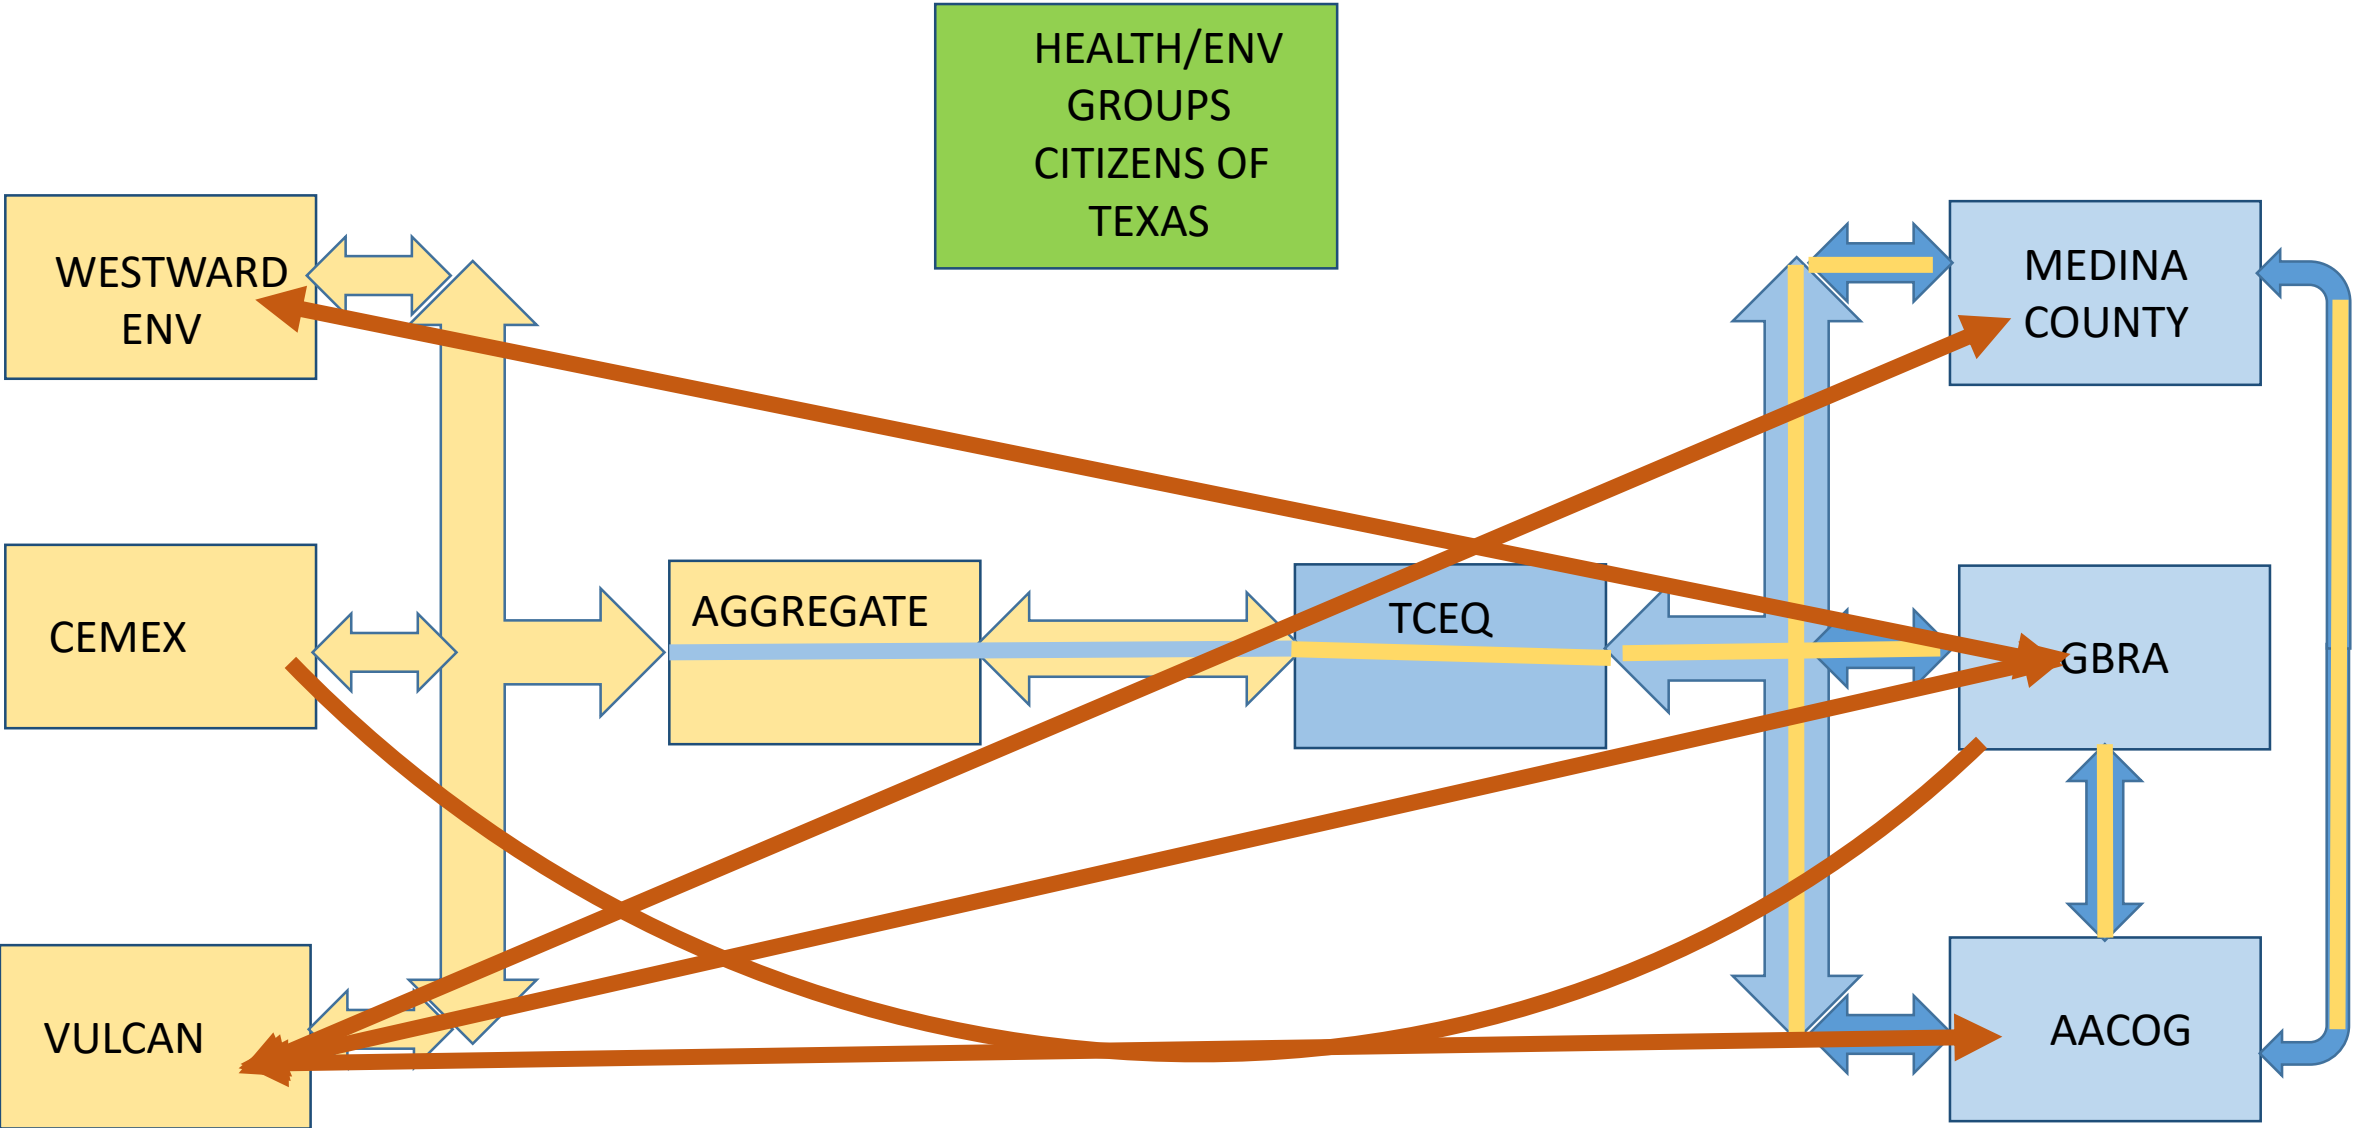 HEALTH/ENV
GROUPS
CITIZENS OF
TEXAS
WESTWARD
ENV
MEDINA
COUNTY
CEMEX
AGGREGATE
TCEQ
GBRA
VULCAN
AACOG